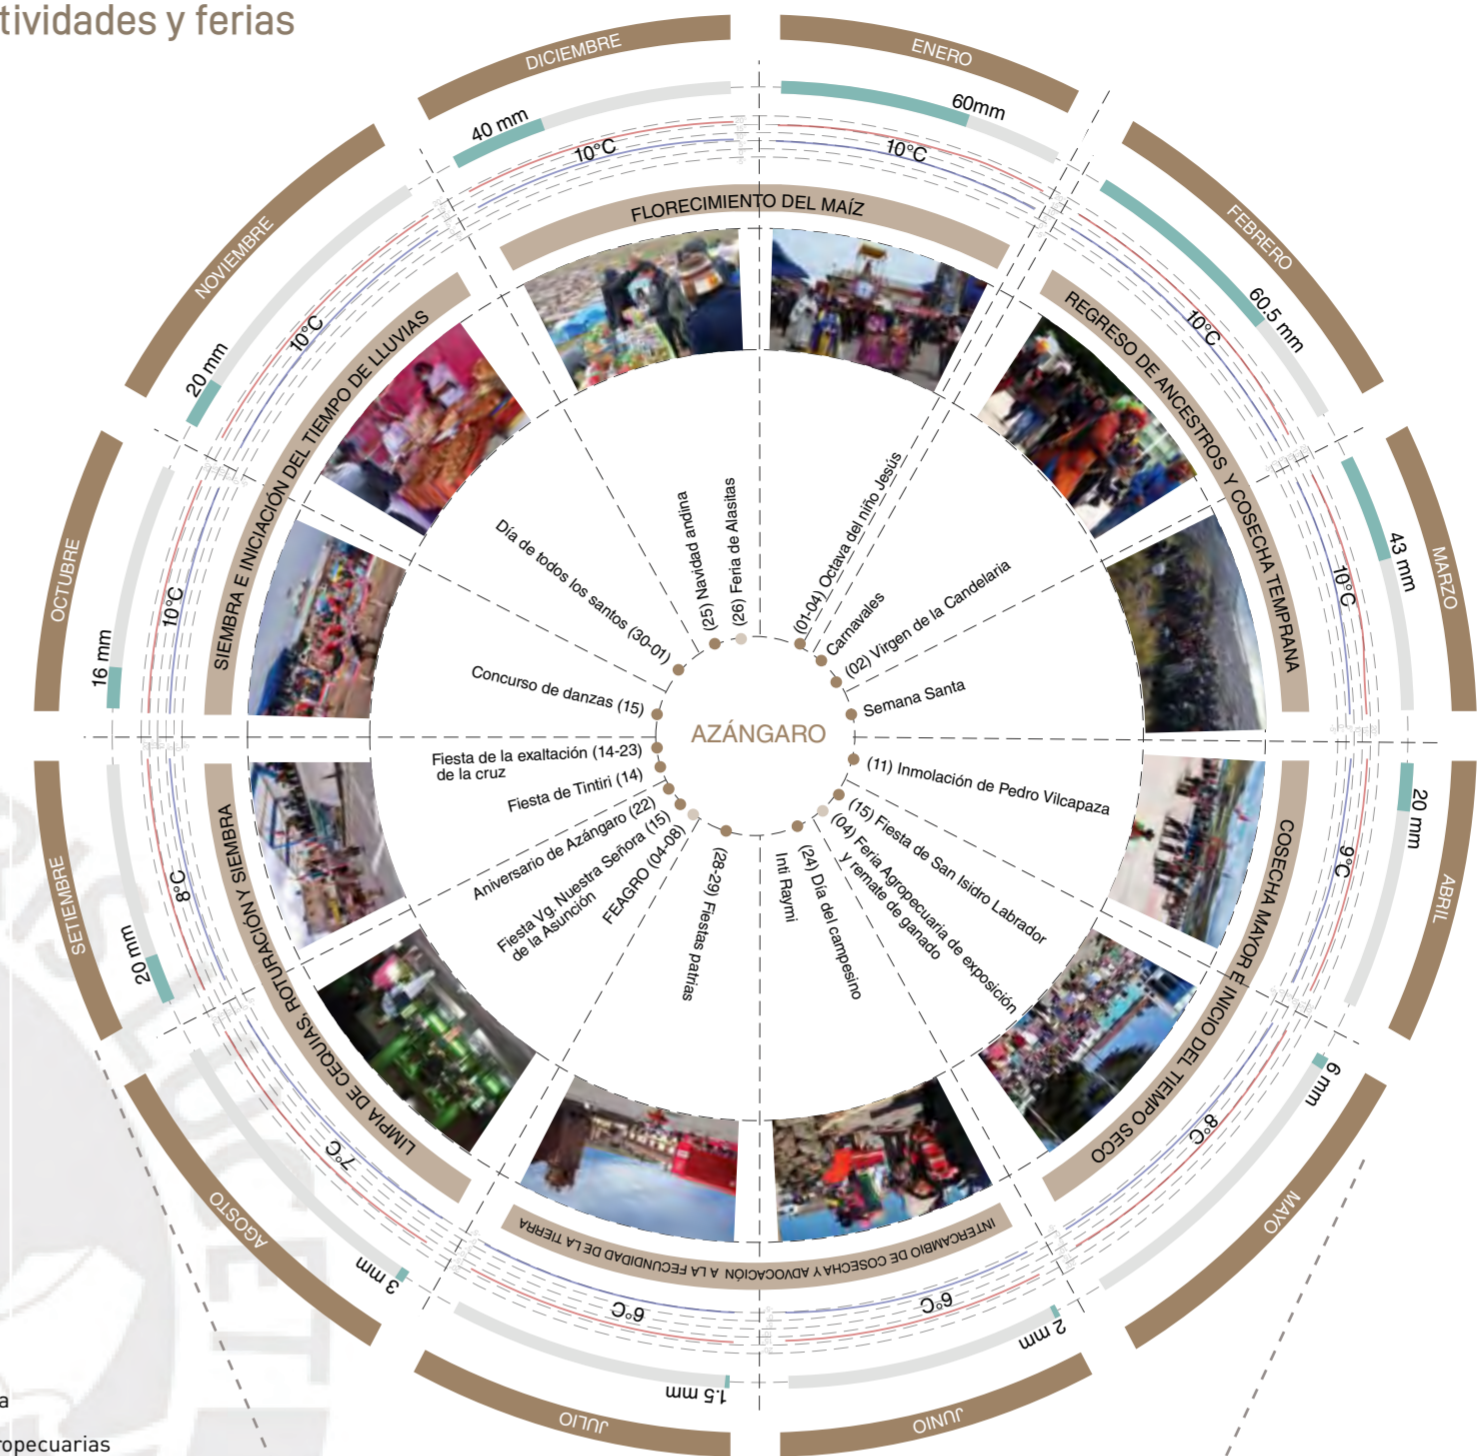 tividades y ferias
ENERO
60mm
10°C
FEBRERO
60.5 mm
10°C
MARZO
43 mm
10°C
ABRIL
20 mm
9°C
MAYO
6 mm
8°C
JUNIO
2 mm
6°C
JULIO
1.5 mm
6°C
AGOSTO
3 mm
7°C
SETIEMBRE
20 mm
8°C
OCTUBRE
16 mm
10°C
NOVIEMBRE
20 mm
10°C
DICIEMBRE
40 mm
10°C
FLORECIMIENTO DEL MAÍZ
REGRESO DE ANCESTROS Y COSECHA TEMPRANA
COSECHA MAYOR E INICIO DEL TIEMPO SECO
INTERCAMBIO DE COSECHA Y ADVOCACIÓN A LA FECUNDIDAD DE LA TIERRA
LIMPIA DE CEQUIAS, ROTURACIÓN Y SIEMBRA
SIEMBRA E INICIACIÓN DEL TIEMPO DE LLUVIAS
(01-04) Octava del niño Jesús
Carnavales
(02) Virgen de la Candelaria
Semana Santa
(11) Inmolación de Pedro Vilcapaza
(15) Fiesta de San Isidro Labrador
(04) Feria Agropecuaria de exposición
y remate de ganado
(24) Día del campesino
Inti Raymi
(28-29) Fiestas patrias
FEAGRO (04-08)
Fiesta Vg. Nuestra Señora (15)
de la Asunción
Aniversario de Azángaro (22)
Fiesta de Tintiri (14)
Fiesta de la exaltación (14-23)
de la cruz
Concurso de danzas (15)
Día de todos los santos (30-01)
(25) Navidad andina
(26) Feria de Alasitas
AZÁNGARO
a
ropecuarias